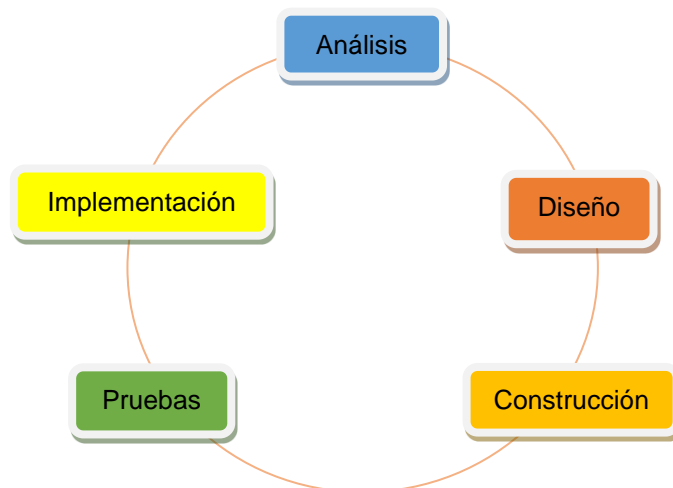 Análisis
Implementación
Diseño
Pruebas
Construcción